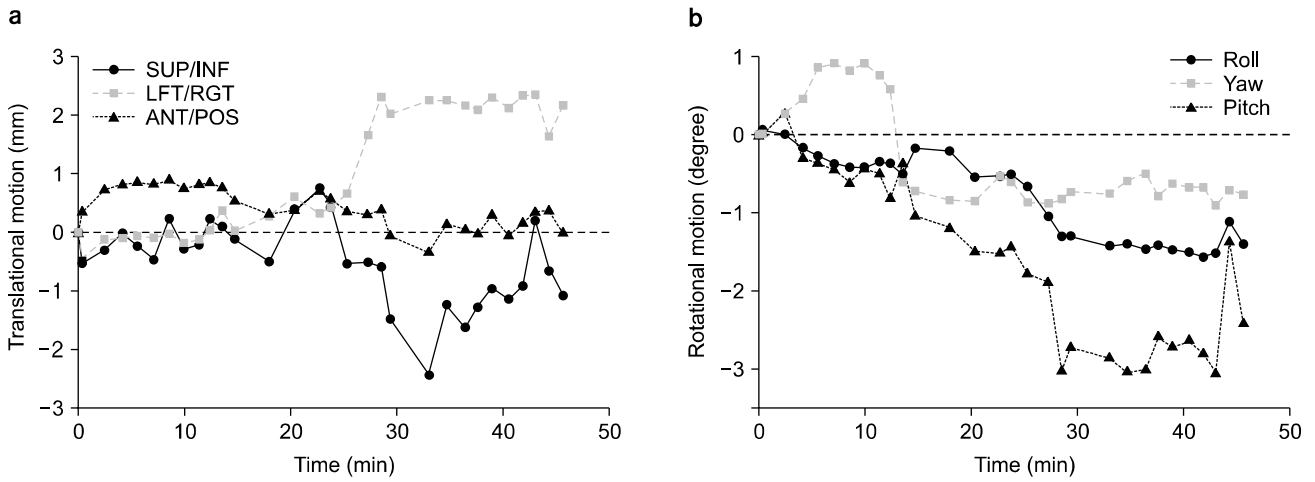 a
3
2
1
0
−1
−2
−3
Translational motion (mm)
SUP/INF
LFT/RGT
ANT/POS
0
10
20
30
40
50
Time (min)
b
1
0
−1
−2
−3
Rotational motion (degree)
Roll
Yaw
Pitch
0
10
20
30
40
50
Time (min)